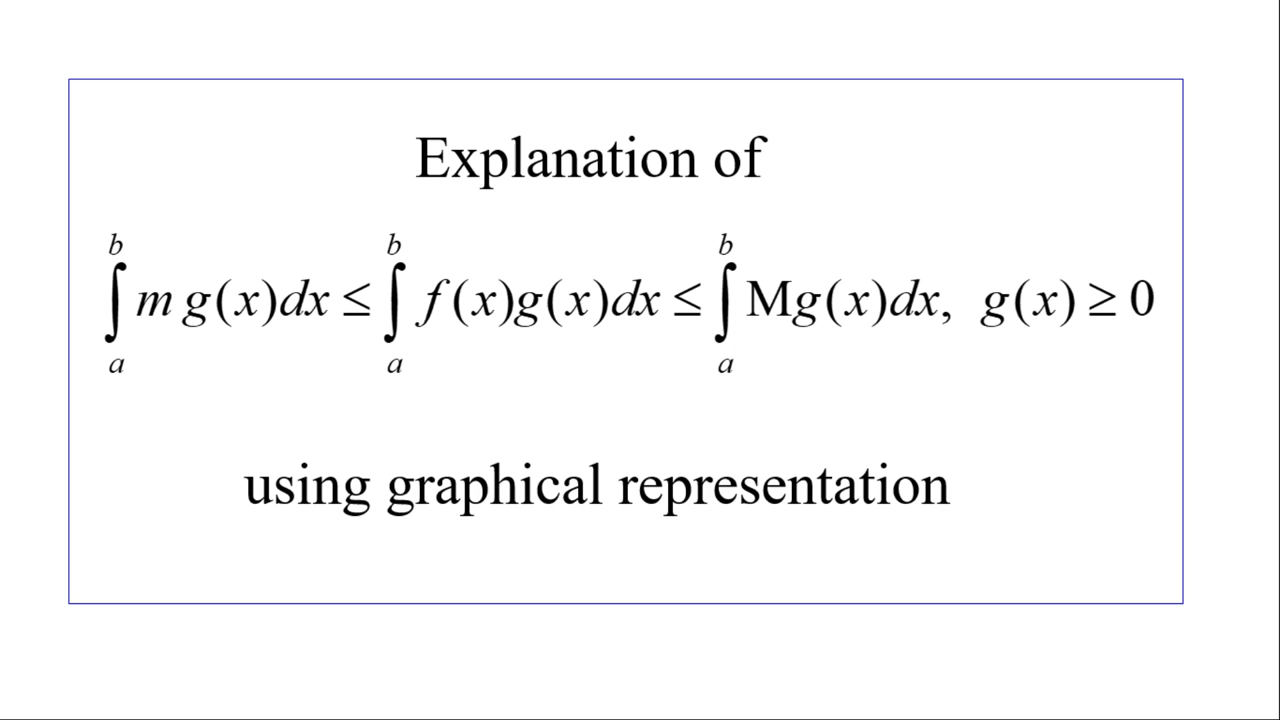 Explanation of
∫_a^b m g(x)dx ≤ ∫_a^b f(x)g(x)dx ≤ ∫_a^b Mg(x)dx, g(x) ≥ 0
using graphical representation